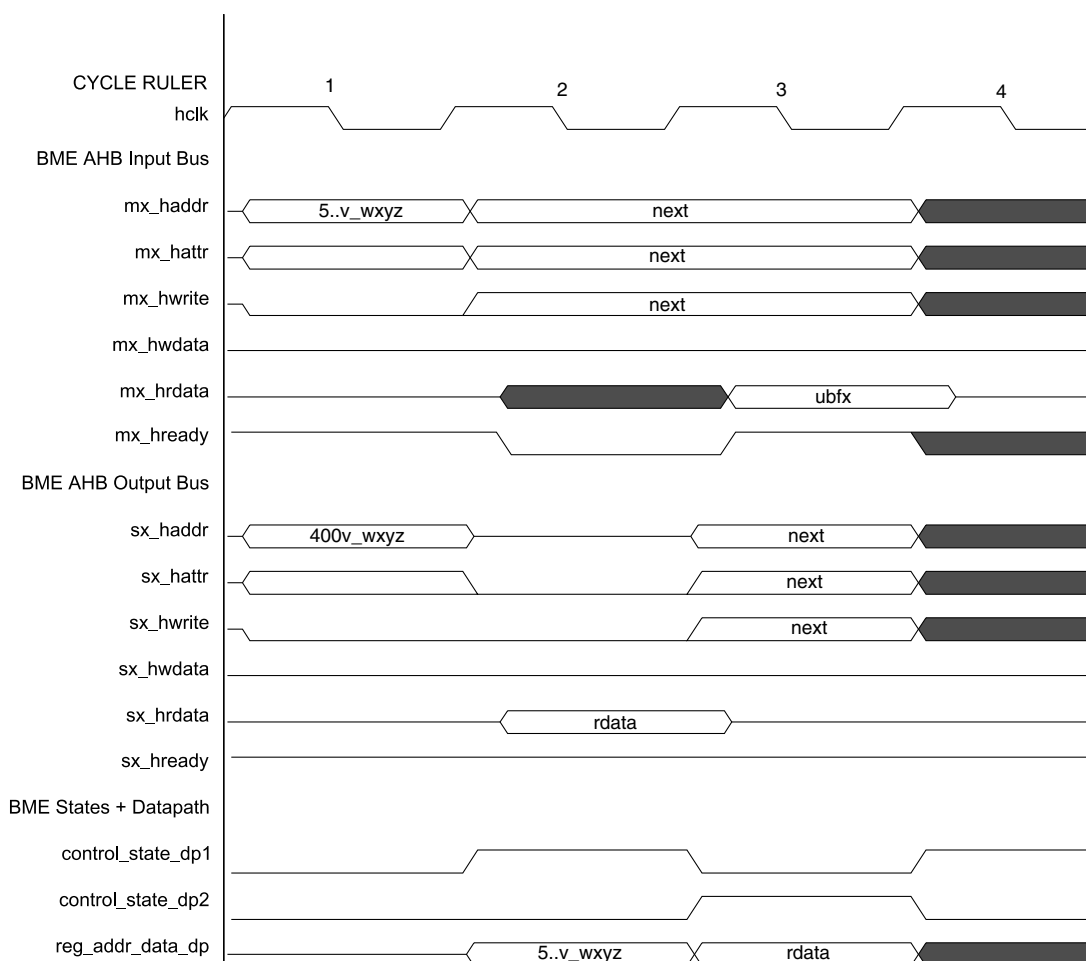 CYCLE RULER 1 2 3 4
hclk
BME AHB Input Bus
mx_haddr 5..v_wxyz next
mx_hattr next
mx_hwrite next
mx_hwdata
mx_hrdata ubfx
mx_hready
BME AHB Output Bus
sx_haddr 400v_wxyz next
sx_hattr next
sx_hwrite next
sx_hwdata
sx_hrdata rdata
sx_hready
BME States + Datapath
control_state_dp1
control_state_dp2
reg_addr_data_dp 5..v_wxyz rdata